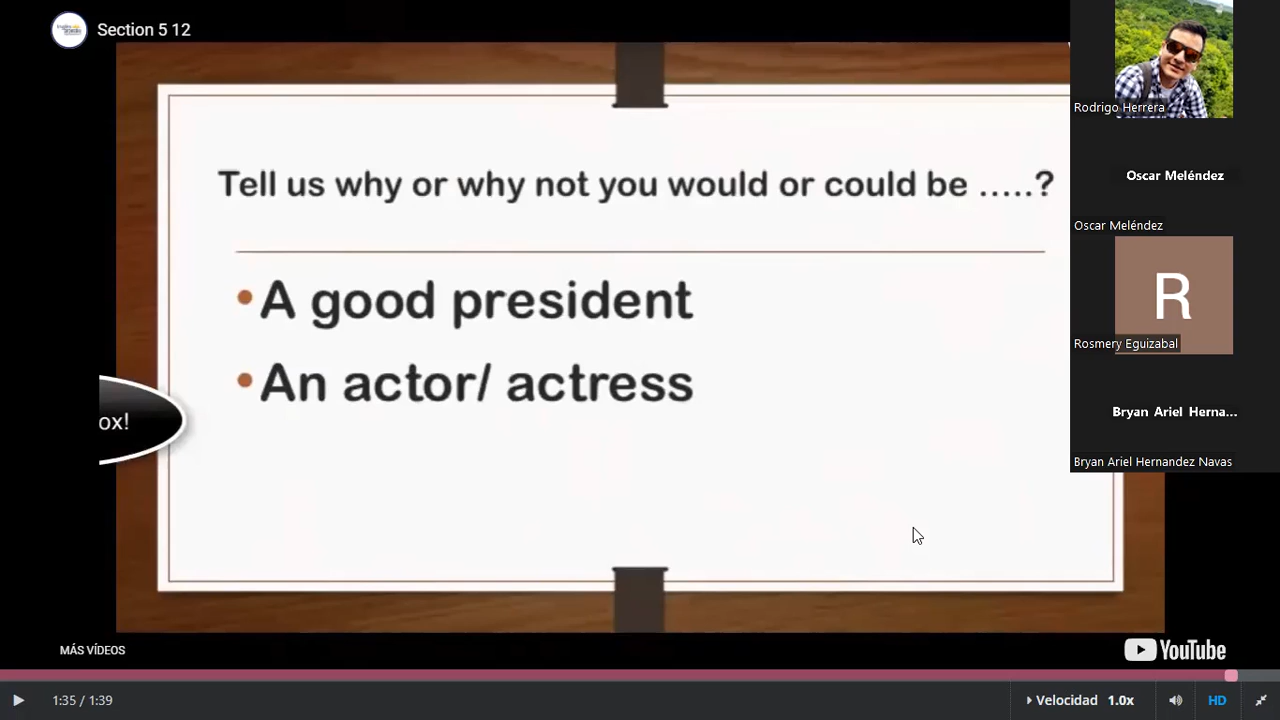 Section 5 12
Tell us why or why not you would or could be .....?
•A good president
•An actor/ actress
ox!
Rodrigo Herrera
Oscar Meléndez
Oscar Meléndez
R
Rosmery Eguizabal
Bryan Ariel Herna...
Bryan Ariel Hernandez Navas
MÁS VÍDEOS
YouTube
1:35 / 1:39
Velocidad 1.0x
HD